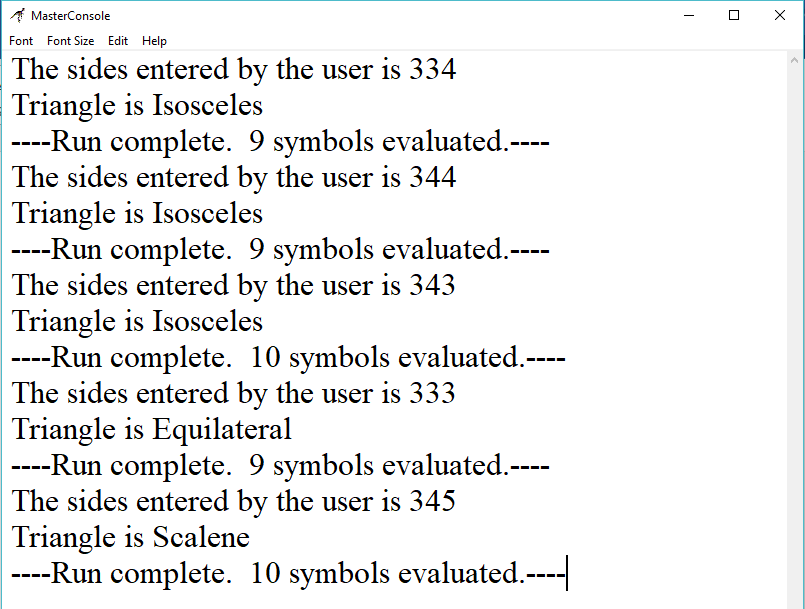 MasterConsole
Font Font Size Edit Help
The sides entered by the user is 334
Triangle is Isosceles
----Run complete.  9 symbols evaluated.----
The sides entered by the user is 344
Triangle is Isosceles
----Run complete.  9 symbols evaluated.----
The sides entered by the user is 343
Triangle is Isosceles
----Run complete.  10 symbols evaluated.----
The sides entered by the user is 333
Triangle is Equilateral
----Run complete.  9 symbols evaluated.----
The sides entered by the user is 345
Triangle is Scalene
----Run complete.  10 symbols evaluated.----